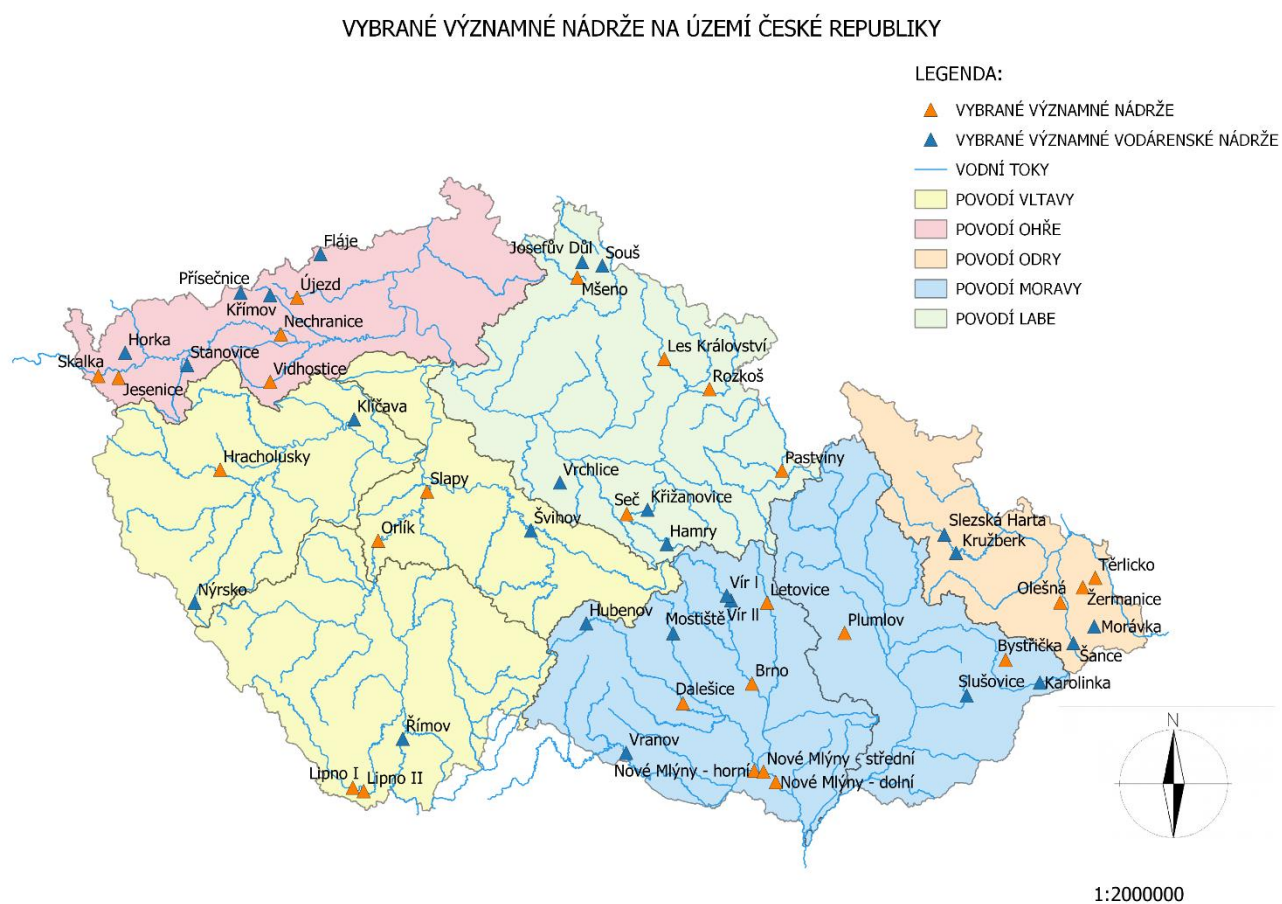 VYBRANÉ VÝZNAMNÉ NÁDRŽE NA ÚZEMÍ ČESKÉ REPUBLIKY
LEGENDA:
VYBRANÉ VÝZNAMNÉ NÁDRŽE
VYBRANÉ VÝZNAMNÉ VODÁRENSKÉ NÁDRŽE
VODNÍ TOKY
POVODÍ VLTAVY
POVODÍ OHŘE
POVODÍ ODRY
POVODÍ MORAVY
POVODÍ LABE
Fláje
Josefův Důl
Souš
Přísečnice
Újezd
Mšeno
Křímov
Nechranice
Horka
Stanovice
Les Království
Skalka
Vidhostice
Rozkoš
Jesenice
Klíčava
Hracholusky
Vrchlice
Pastviny
Slapy
Seč
Křižanovice
Orlík
Švihov
Hamry
Slezská Harta
Kružberk
Těrlicko
Nýrsko
Vír I
Letovice
Olešná
Žermanice
Hubenov
Mostiště
Vír II
Plumlov
Morávka
Bystřička
Šance
Brno
Dalešice
Slušovice
Karolinka
Římov
Vranov
Nové Mlýny - střední
Nové Mlýny - horní
Lipno I
Lipno II
Nové Mlýny - dolní
N
1:2000000